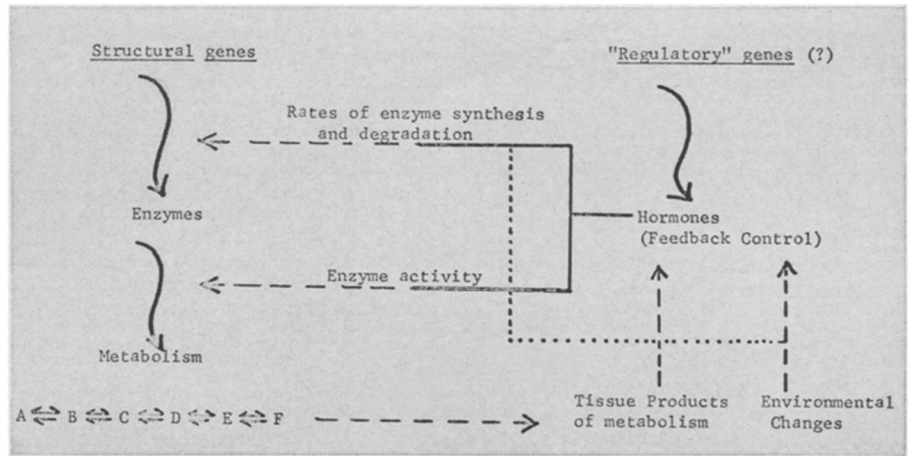 Structural genes
"Regulatory" genes (?)
Rates of enzyme synthesis
and degradation
Enzymes
Hormones
(Feedback Control)
Enzyme activity
Metabolism
A ⇌ B ⇌ C ⇌ D ⇌ E ⇌ F
Tissue Products
of metabolism
Environmental
Changes